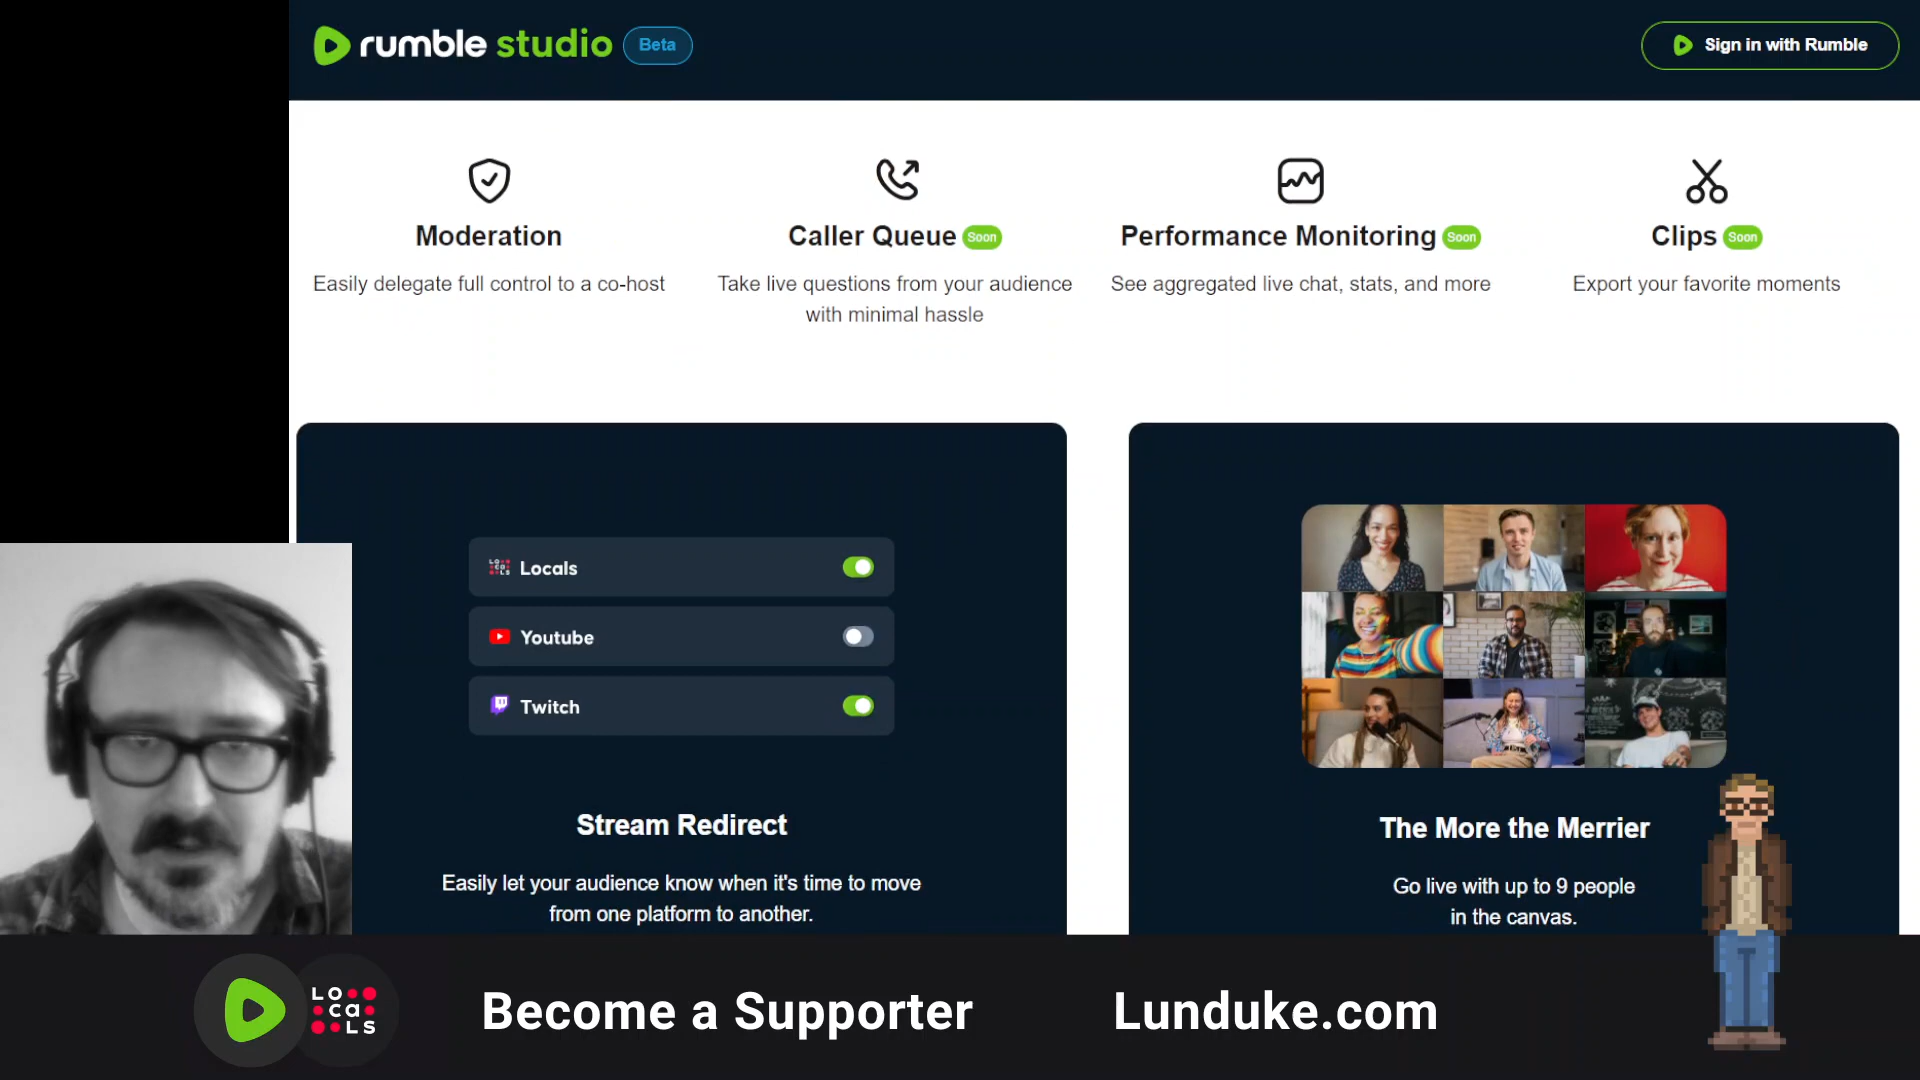 rumble studio Beta
Sign in with Rumble
Moderation
Easily delegate full control to a co-host
Caller Queue Soon
Take live questions from your audience
with minimal hassle
Performance Monitoring Soon
See aggregated live chat, stats, and more
Clips Soon
Export your favorite moments
Locals
Youtube
Twitch
Stream Redirect
Easily let your audience know when it's time to move
from one platform to another.
The More the Merrier
Go live with up to 9 people
in the canvas.
LO
ca
LS
Become a Supporter
Lunduke.com